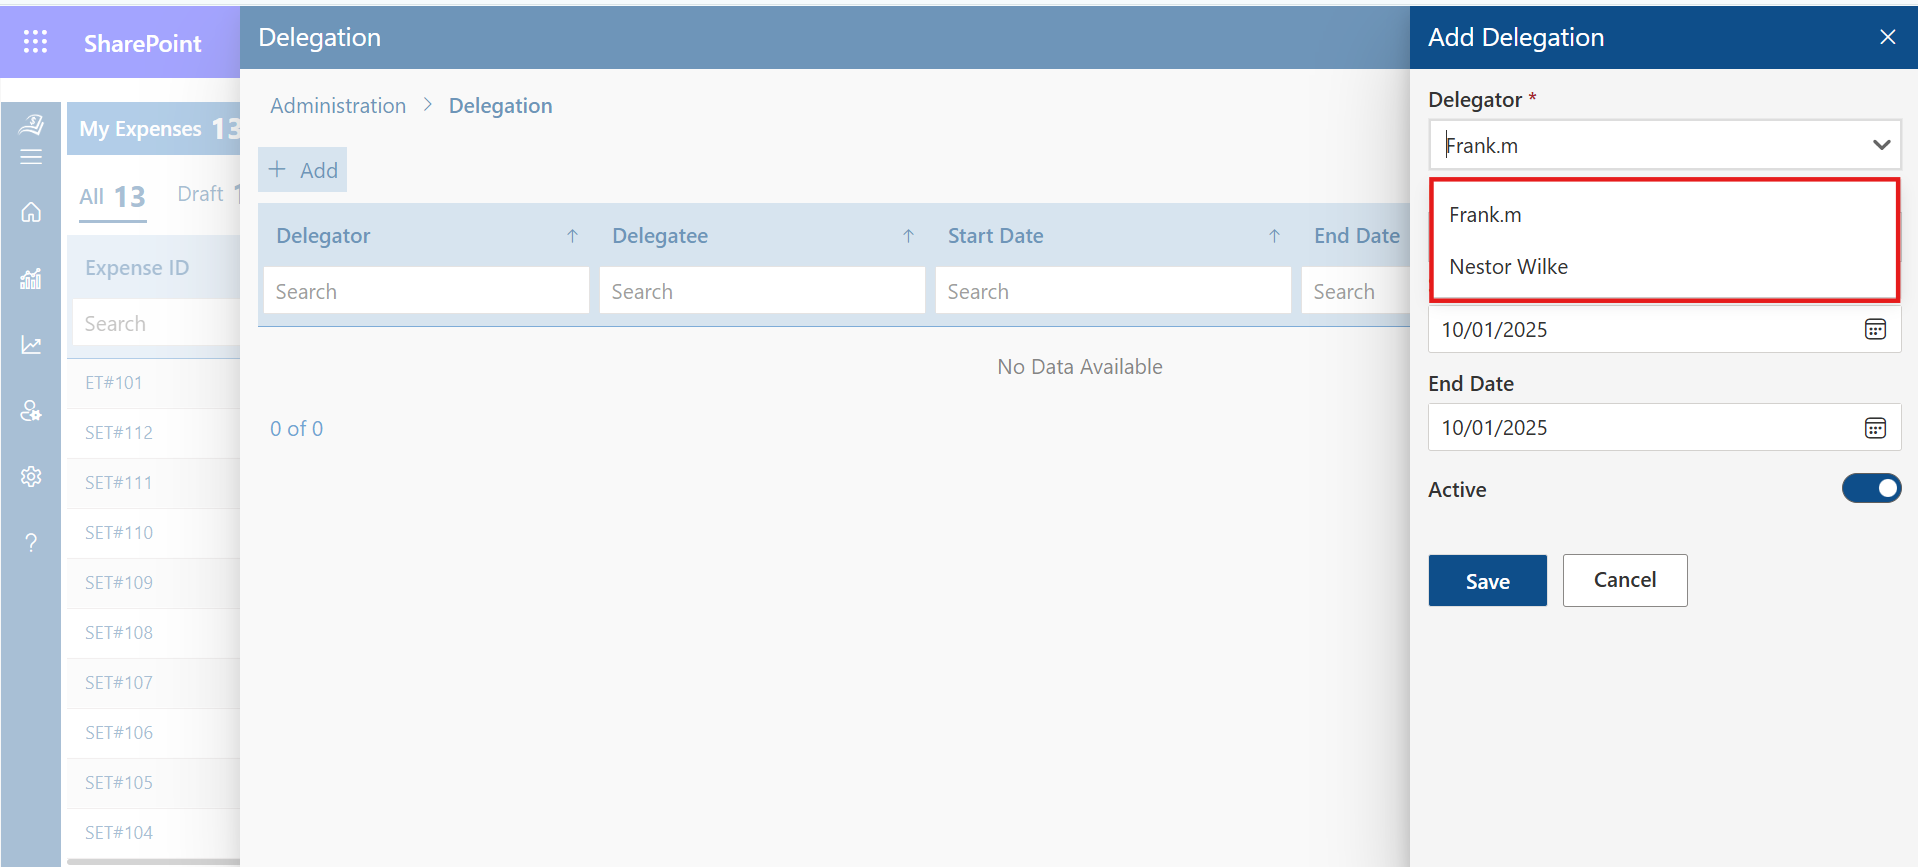 SharePoint
My Expenses 13
All 13 Draft
Expense ID
Search
ET#101
SET#112
SET#111
SET#110
SET#109
SET#108
SET#107
SET#106
SET#105
SET#104
Delegation
Administration > Delegation
+ Add
Delegator Delegatee Start Date End Date
Search Search Search Search
No Data Available
0 of 0
Add Delegation
Delegator *
Frank.m
Frank.m
Nestor Wilke
10/01/2025
End Date
10/01/2025
Active
Save Cancel